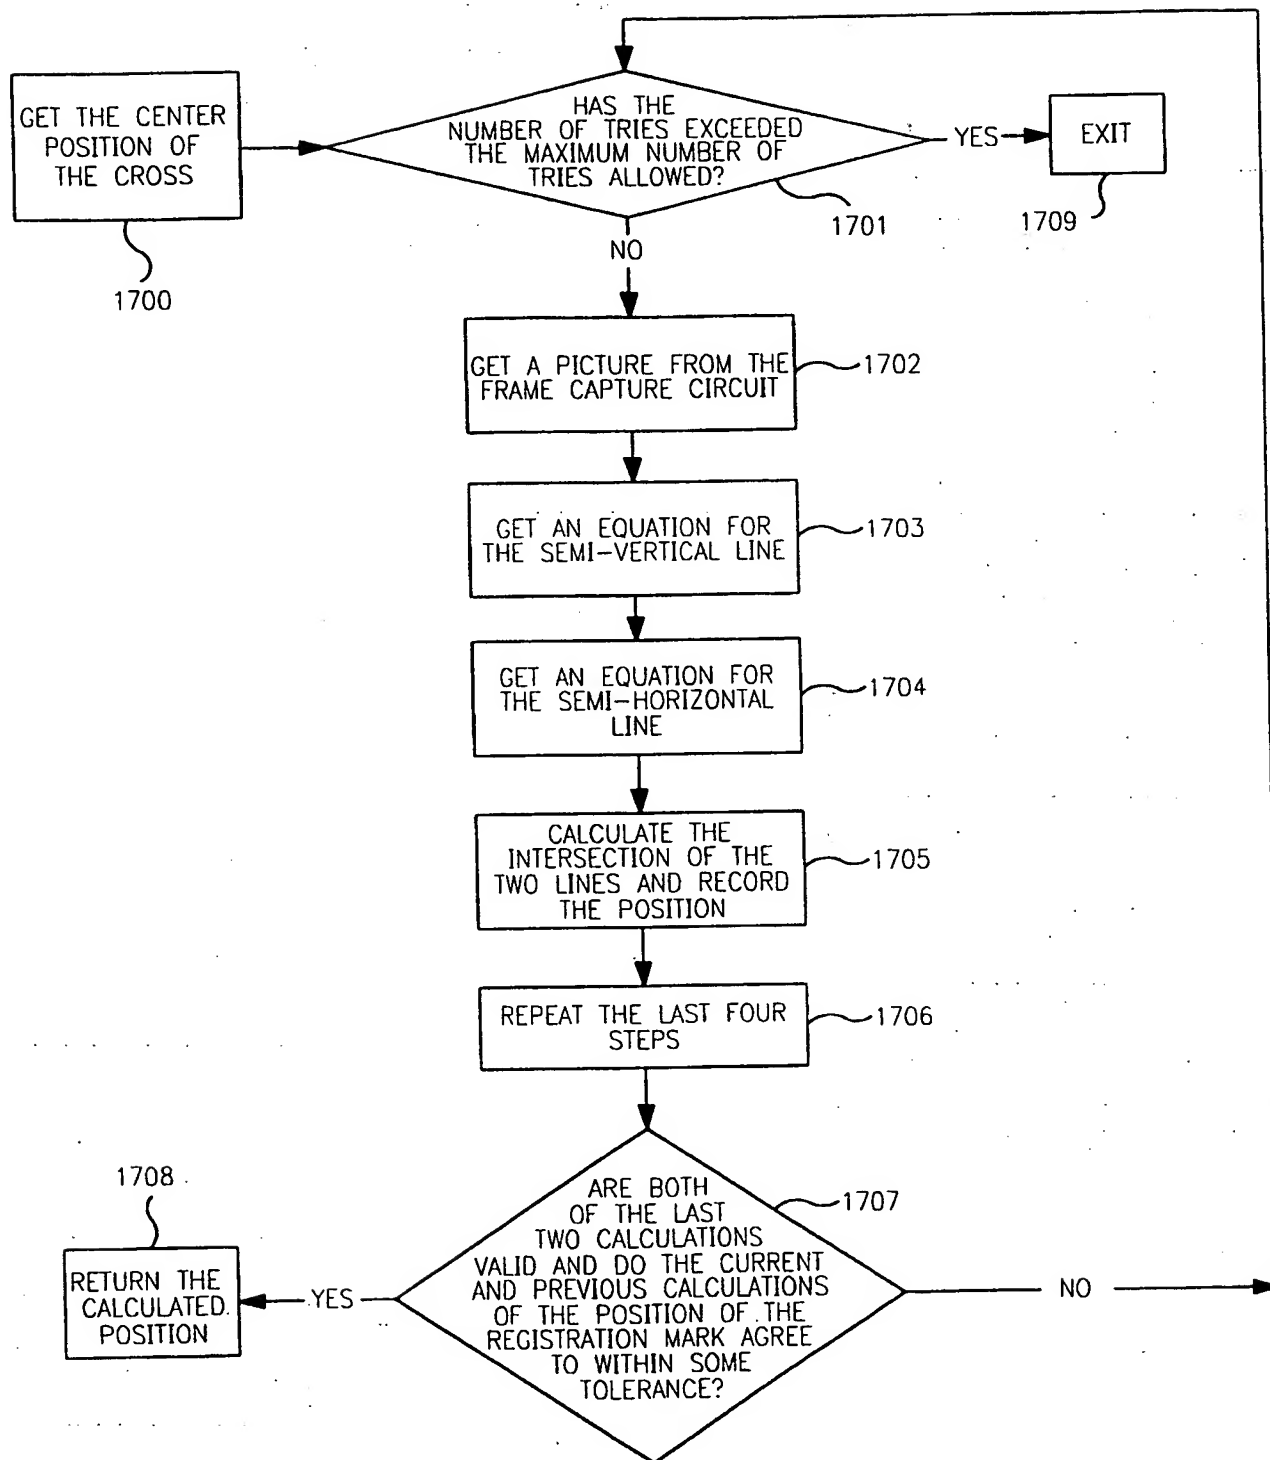 GET THE CENTER
POSITION OF
THE CROSS
1700
HAS THE
NUMBER OF TRIES EXCEEDED
THE MAXIMUM NUMBER OF
TRIES ALLOWED?
1701
YES
EXIT
1709
NO
GET A PICTURE FROM THE
FRAME CAPTURE CIRCUIT
1702
GET AN EQUATION FOR
THE SEMI-VERTICAL LINE
1703
GET AN EQUATION FOR
THE SEMI-HORIZONTAL
LINE
1704
CALCULATE THE
INTERSECTION OF THE
TWO LINES AND RECORD
THE POSITION
1705
REPEAT THE LAST FOUR
STEPS
1706
ARE BOTH
OF THE LAST
TWO CALCULATIONS
VALID AND DO THE CURRENT
AND PREVIOUS CALCULATIONS
OF THE POSITION OF THE
REGISTRATION MARK AGREE
TO WITHIN SOME
TOLERANCE?
1707
YES
1708
RETURN THE
CALCULATED
POSITION
NO